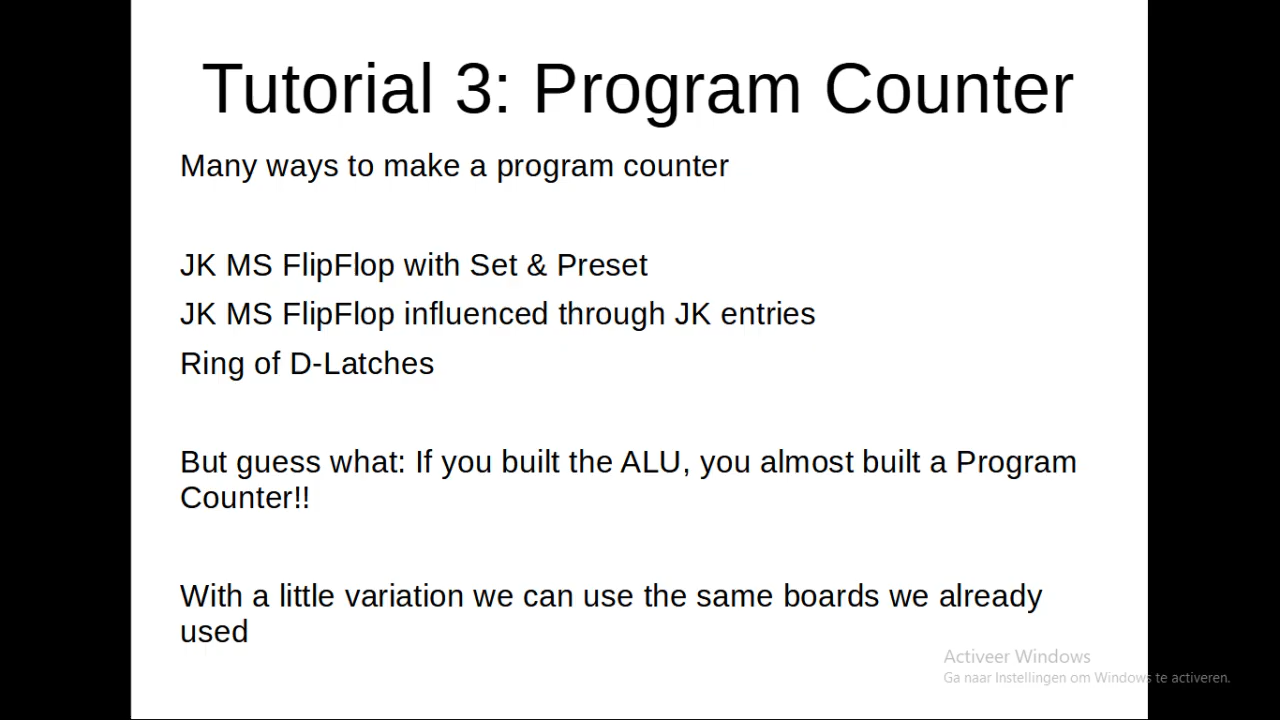 Tutorial 3: Program Counter
Many ways to make a program counter
JK MS FlipFlop with Set & Preset
JK MS FlipFlop influenced through JK entries
Ring of D-Latches
But guess what: If you built the ALU, you almost built a Program
Counter!!
With a little variation we can use the same boards we already
used
Activeer Windows
Ga naar Instellingen om Windows te activeren.